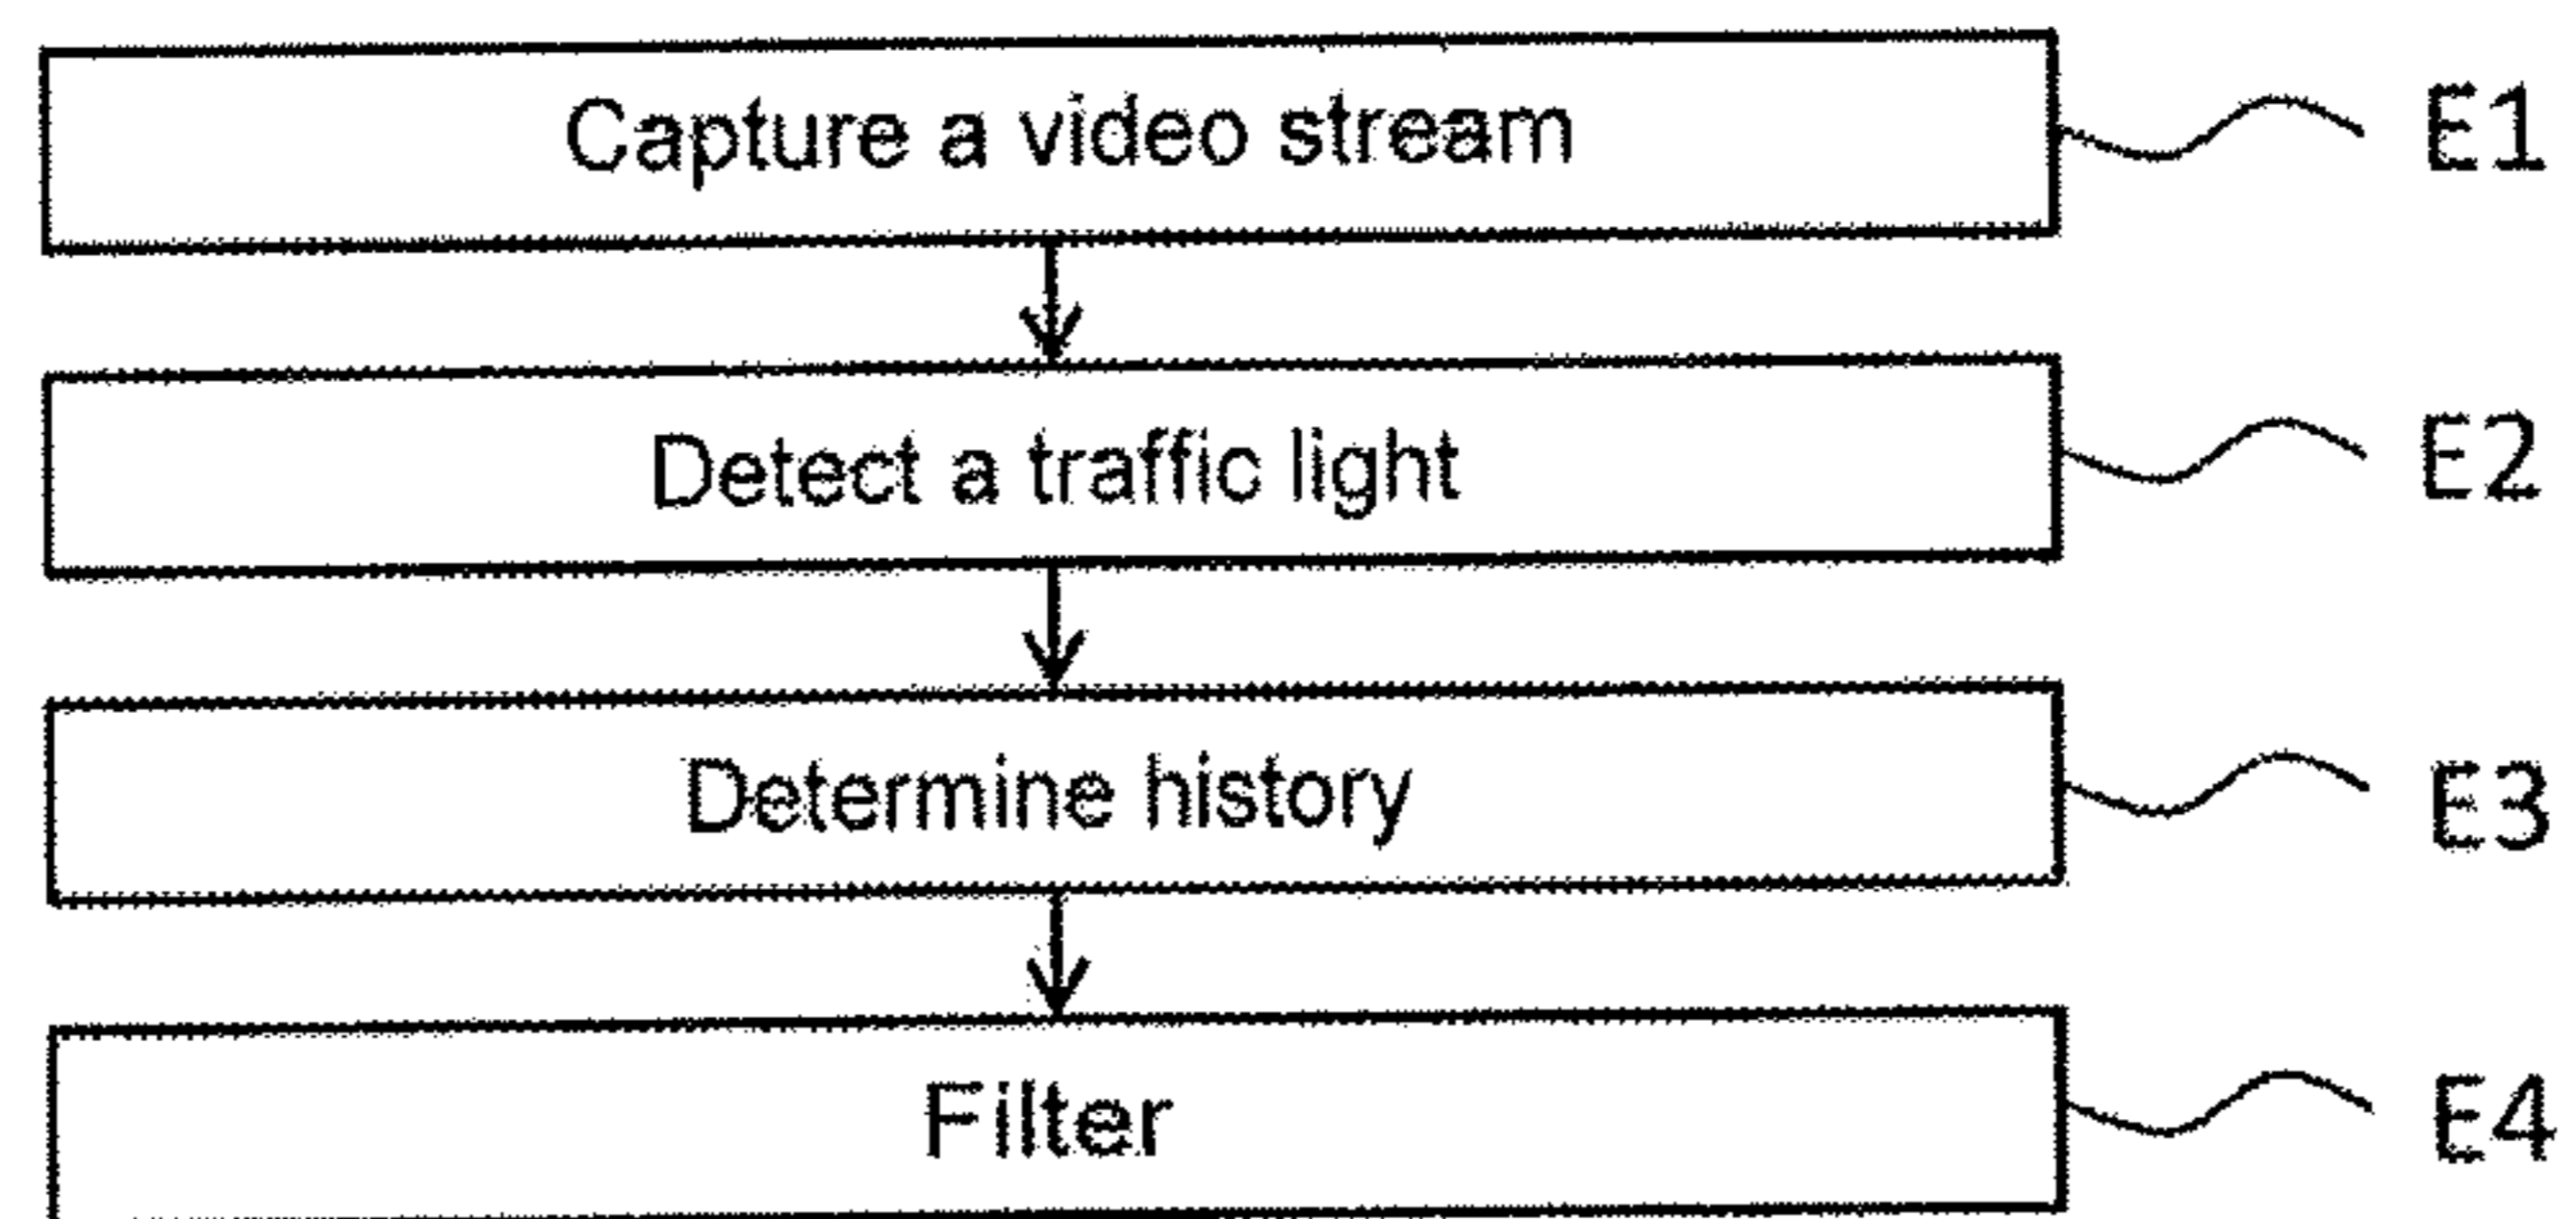 Capture a video stream E1
Detect a traffic light E2
Determine history E3
Filter E4